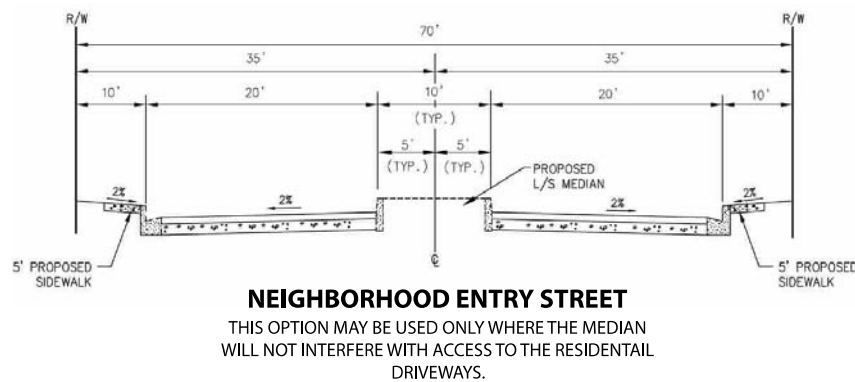 R/W
R/W
70'
35'
35'
10'
20'
10'
20'
10'
(TYP.)
5'
5'
(TYP.)
(TYP.)
PROPOSED
L/S MEDIAN
2%
2%
2%
2%
5' PROPOSED
SIDEWALK
5' PROPOSED
SIDEWALK
℄
NEIGHBORHOOD ENTRY STREET
THIS OPTION MAY BE USED ONLY WHERE THE MEDIAN
WILL NOT INTERFERE WITH ACCESS TO THE RESIDENTAIL
DRIVEWAYS.